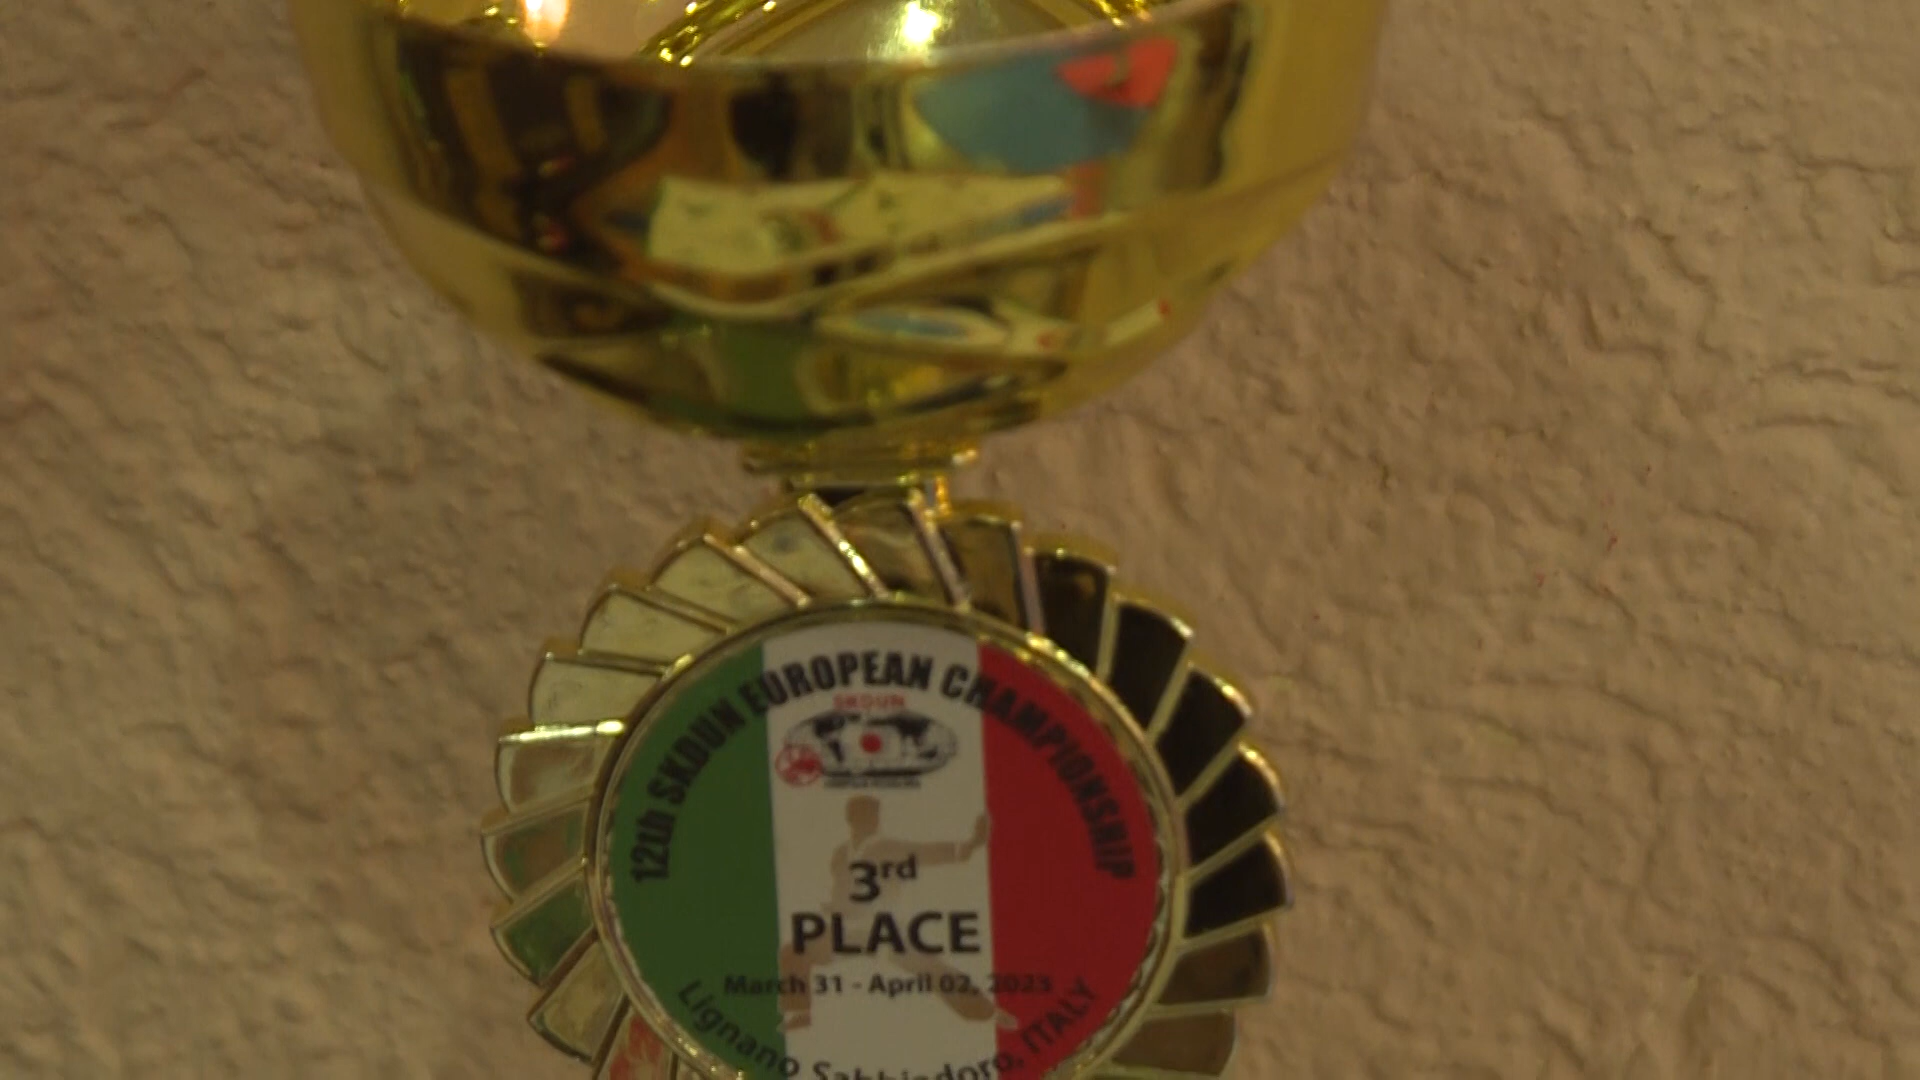 12th SKDUN EUROPEAN CHAMPIONSHIP
SKDUN
3rd
PLACE
March 31 - April 02, 2023
Lignano Sabbiadoro, ITALY